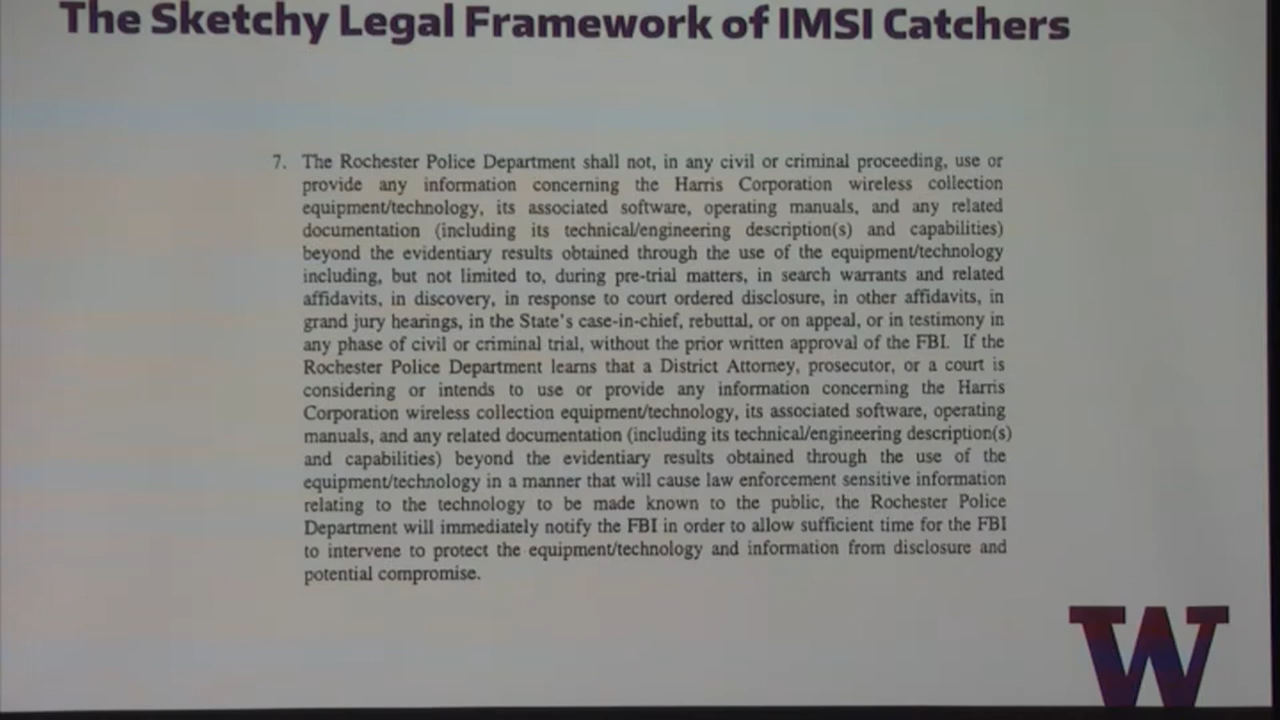 The Sketchy Legal Framework of IMSI Catchers
7. The Rochester Police Department shall not, in any civil or criminal proceeding, use or
provide any information concerning the Harris Corporation wireless collection
equipment/technology, its associated software, operating manuals, and any related
documentation (including its technical/engineering description(s) and capabilities)
beyond the evidentiary results obtained through the use of the equipment/technology
including, but not limited to, during pre-trial matters, in search warrants and related
affidavits, in discovery, in response to court ordered disclosure, in other affidavits, in
grand jury hearings, in the State's case-in-chief, rebuttal, or on appeal, or in testimony in
any phase of civil or criminal trial, without the prior written approval of the FBI. If the
Rochester Police Department learns that a District Attorney, prosecutor, or a court is
considering or intends to use or provide any information concerning the Harris
Corporation wireless collection equipment/technology, its associated software, operating
manuals, and any related documentation (including its technical/engineering description(s)
and capabilities) beyond the evidentiary results obtained through the use of the
equipment/technology in a manner that will cause law enforcement sensitive information
relating to the technology to be made known to the public, the Rochester Police
Department will immediately notify the FBI in order to allow sufficient time for the FBI
to intervene to protect the equipment/technology and information from disclosure and
potential compromise.
W